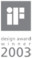 iF
design award
winner
2003